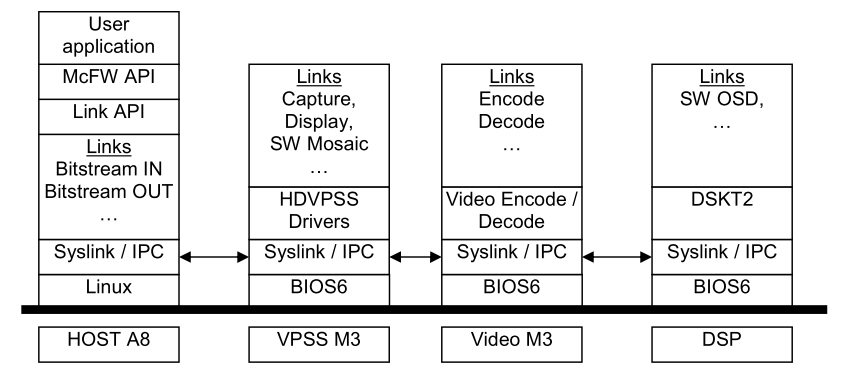 User
application
McFW API
Link API
Links
Bitstream IN
Bitstream OUT
…
Syslink / IPC
Linux
HOST A8
Links
Capture,
Display,
SW Mosaic
…
HDVPSS
Drivers
Syslink / IPC
BIOS6
VPSS M3
Links
Encode
Decode
…
Video Encode /
Decode
Syslink / IPC
BIOS6
Video M3
Links
SW OSD,
…
DSKT2
Syslink / IPC
BIOS6
DSP